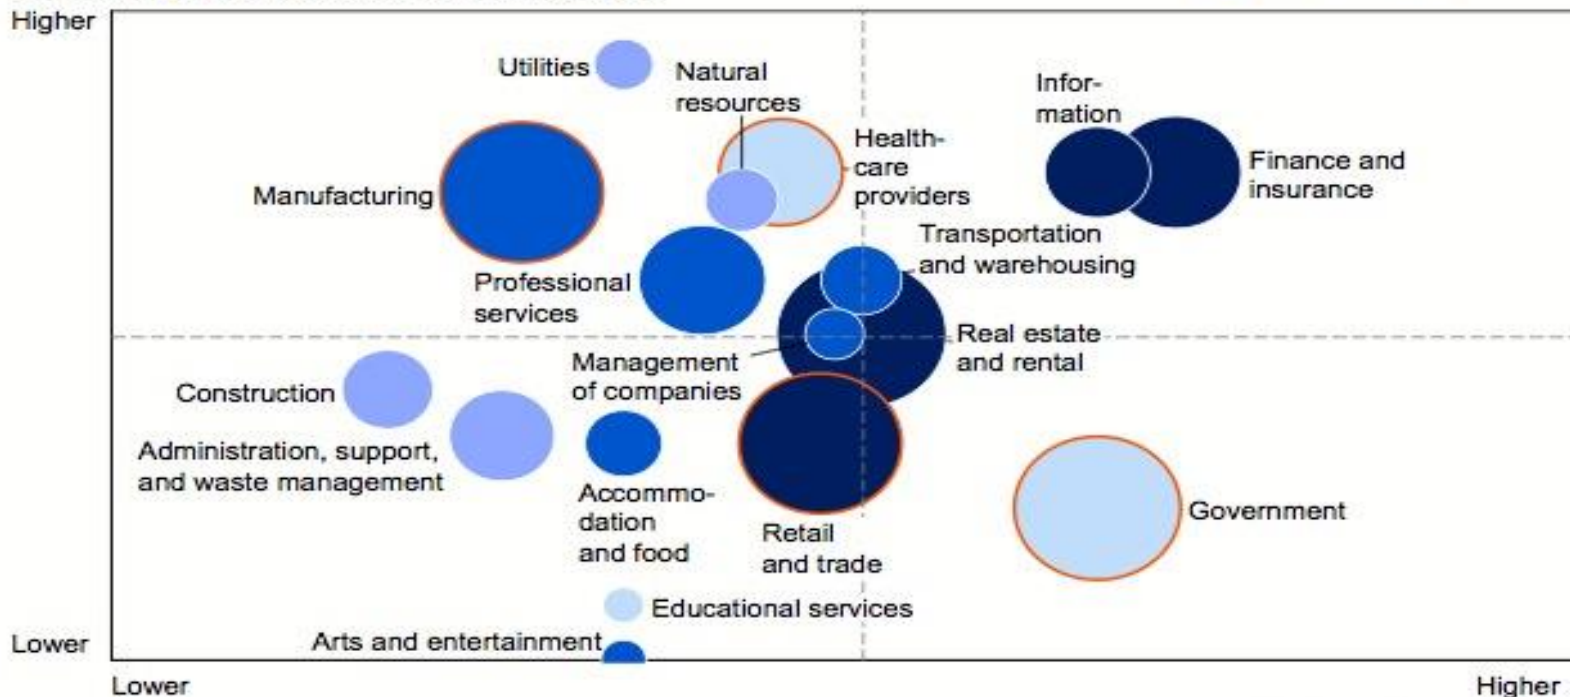 Higher
Utilities
Natural
resources
Infor-
mation
Health-
care
providers
Finance and
insurance
Manufacturing
Transportation
and warehousing
Professional
services
Real estate
and rental
Management
of companies
Construction
Administration, support,
and waste management
Accommo-
dation
and food
Retail
and trade
Government
Educational services
Arts and entertainment
Lower
Lower
Higher